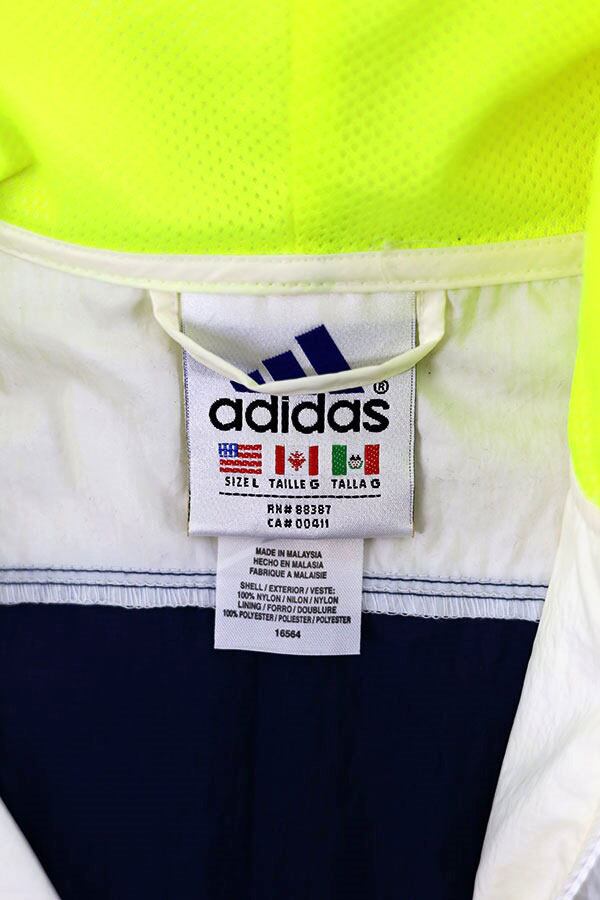 ®
adidas
SIZE L TAILLE G TALLA G
RN# 88387
CA# 00411
MADE IN MALAYSIA
HECHO EN MALASIA
FABRIQUE A MALAISIE
SHELL / EXTERIOR / VESTE:
100% NYLON / NILON / NYLON
LINING / FORRO / DOUBLURE
100% POLYESTER / POLIESTER / POLYESTER
16564